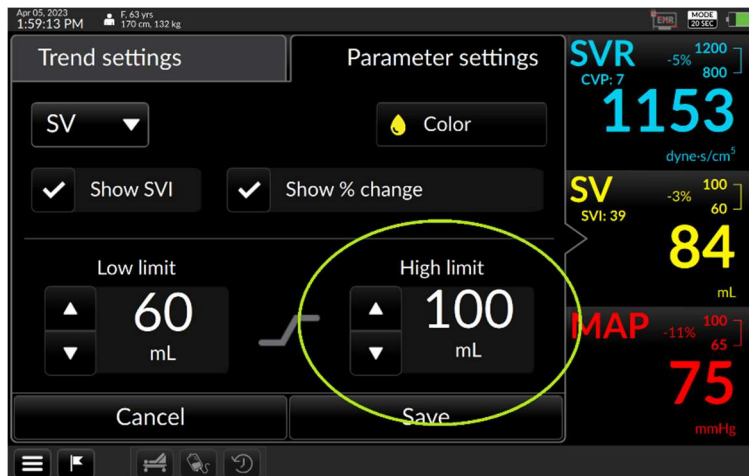 Apr 05, 2023
1:59:13 PM
F, 63 yrs
170 cm, 132 kg
EMR
MODE
20 SEC
Trend settings
Parameter settings
SV
Color
Show SVI
Show % change
Low limit
60
mL
High limit
100
mL
Cancel
Save
SVR
-5%
1200
800
CVP: 7
1153
dyne·s/cm⁵
SV
-3%
100
60
SVI: 39
84
mL
MAP
-11%
100
65
75
mmHg